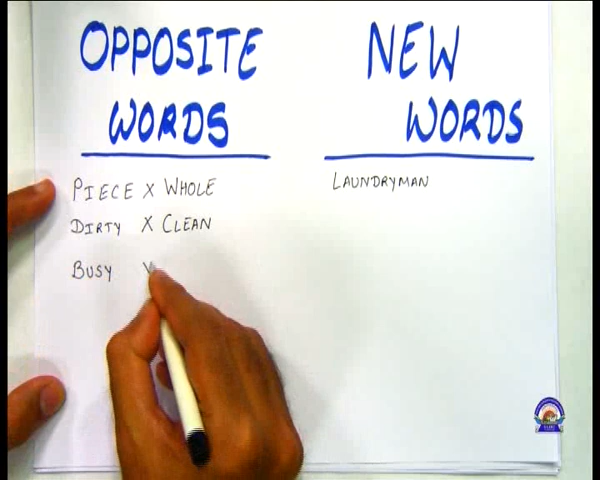 OPPOSITE WORDS
PIECE X WHOLE
DIRTY X CLEAN
BUSY X
NEW WORDS
LAUNDRYMAN